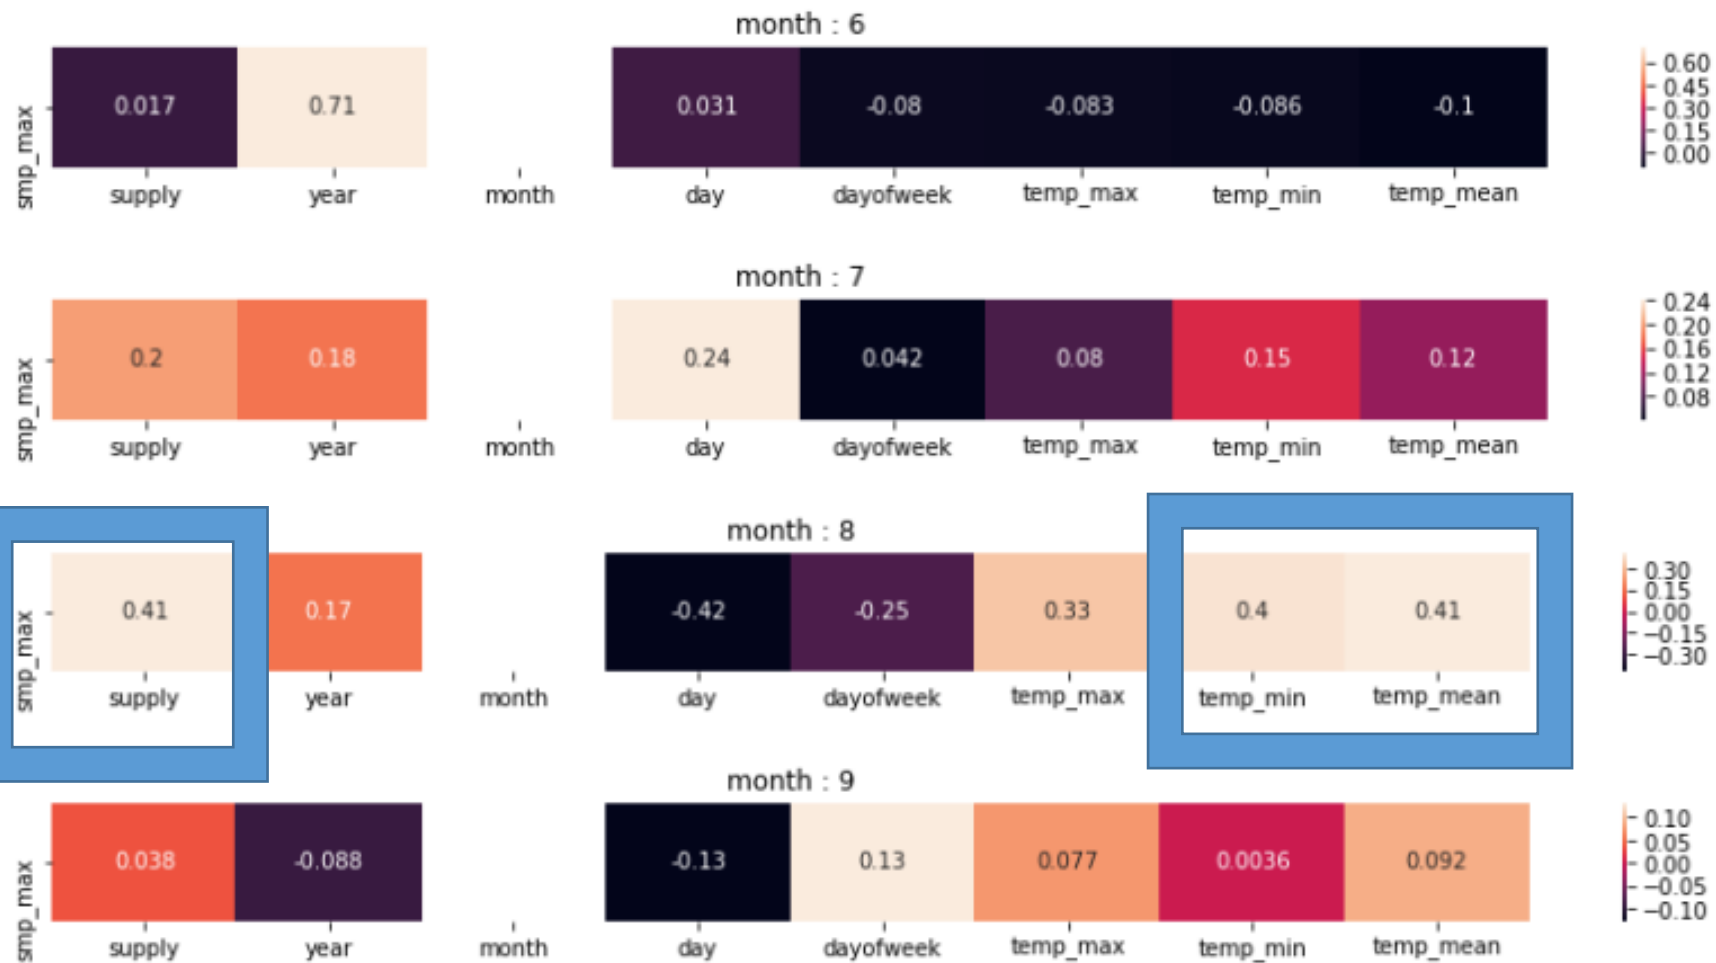 month : 6
smp_max
0.017 0.71 0.031 -0.08 -0.083 -0.086 -0.1
supply year month day dayofweek temp_max temp_min temp_mean
0.60
0.45
0.30
0.15
0.00
month : 7
smp_max
0.2 0.18 0.24 0.042 0.08 0.15 0.12
supply year month day dayofweek temp_max temp_min temp_mean
0.24
0.20
0.16
0.12
0.08
month : 8
smp_max
0.41 0.17 -0.42 -0.25 0.33 0.4 0.41
supply year month day dayofweek temp_max temp_min temp_mean
0.30
0.15
0.00
−0.15
−0.30
month : 9
smp_max
0.038 -0.088 -0.13 0.13 0.077 0.0036 0.092
supply year month day dayofweek temp_max temp_min temp_mean
0.10
0.05
0.00
−0.05
−0.10